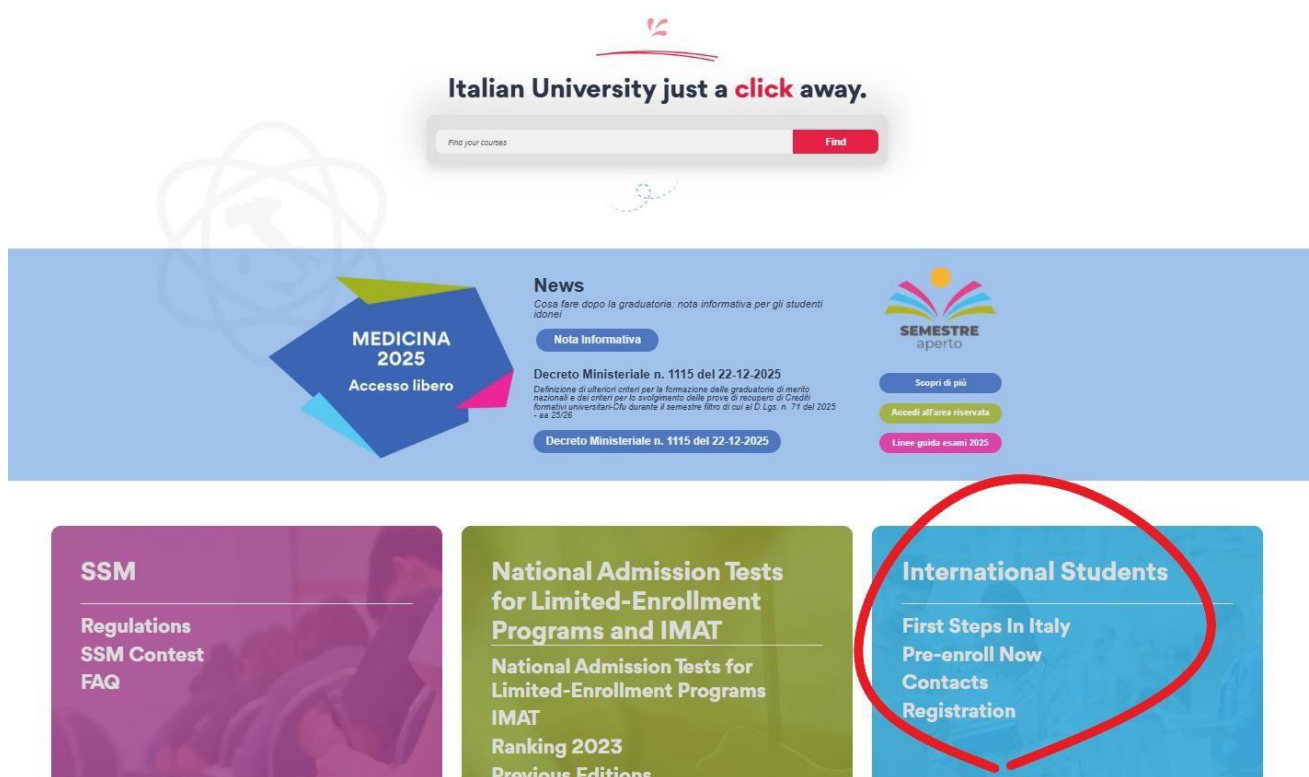 Italian University just a click away.
Find your courses
Find
MEDICINA
2025
Accesso libero
News
Cosa fare dopo la graduatoria: nota informativa per gli studenti
idonei
Nota Informativa
Decreto Ministeriale n. 1115 del 22-12-2025
Definizione di ulteriori criteri per la formazione delle graduatorie di merito
nazionali e dei criteri per lo svolgimento delle prove di recupero di Crediti
formativi universitari-Cfu durante il semestre filtro di cui al D.Lgs. n. 71 del 2025
- aa 25/26
Decreto Ministeriale n. 1115 del 22-12-2025
SEMESTRE
aperto
Scopri di più
Accedi all'area riservata
Linee guida esami 2025
SSM
Regulations
SSM Contest
FAQ
National Admission Tests
for Limited-Enrollment
Programs and IMAT
National Admission Tests for
Limited-Enrollment Programs
IMAT
Ranking 2023
Previous Editions
International Students
First Steps In Italy
Pre-enroll Now
Contacts
Registration